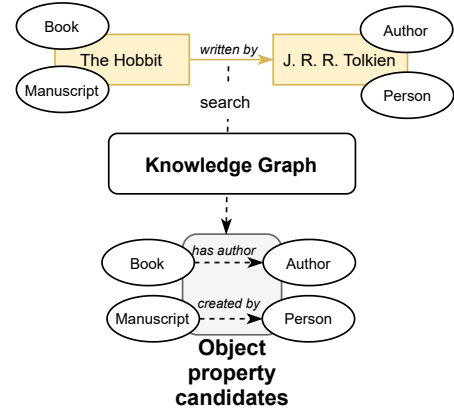 Book
Author
written by
The Hobbit
J. R. R. Tolkien
Manuscript
Person
search
Knowledge Graph
has author
Book
Author
created by
Manuscript
Person
Object
property
candidates